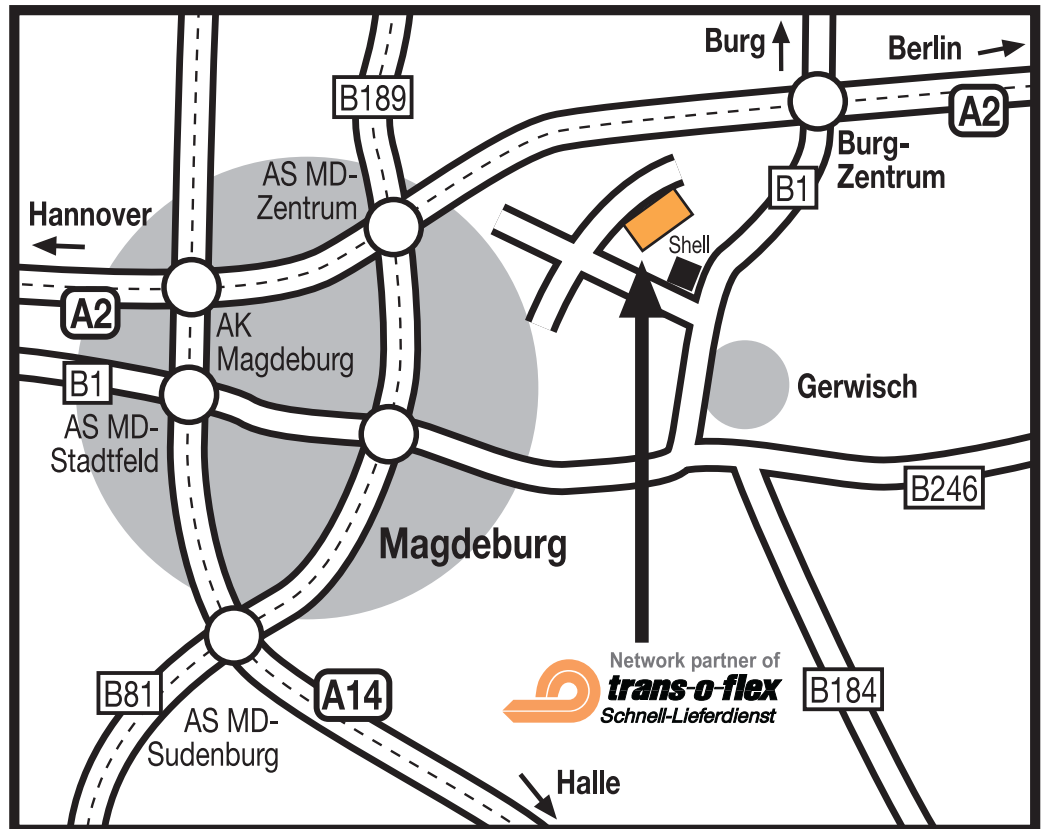 Burg
Berlin
B189
A2
Burg-
Zentrum
AS MD-
Zentrum
B1
Hannover
Shell
A2
AK
Magdeburg
B1
Gerwisch
AS MD-
Stadtfeld
B246
Magdeburg
Network partner of
trans-o-flex
Schnell-Lieferdienst
B81
A14
B184
AS MD-
Sudenburg
Halle